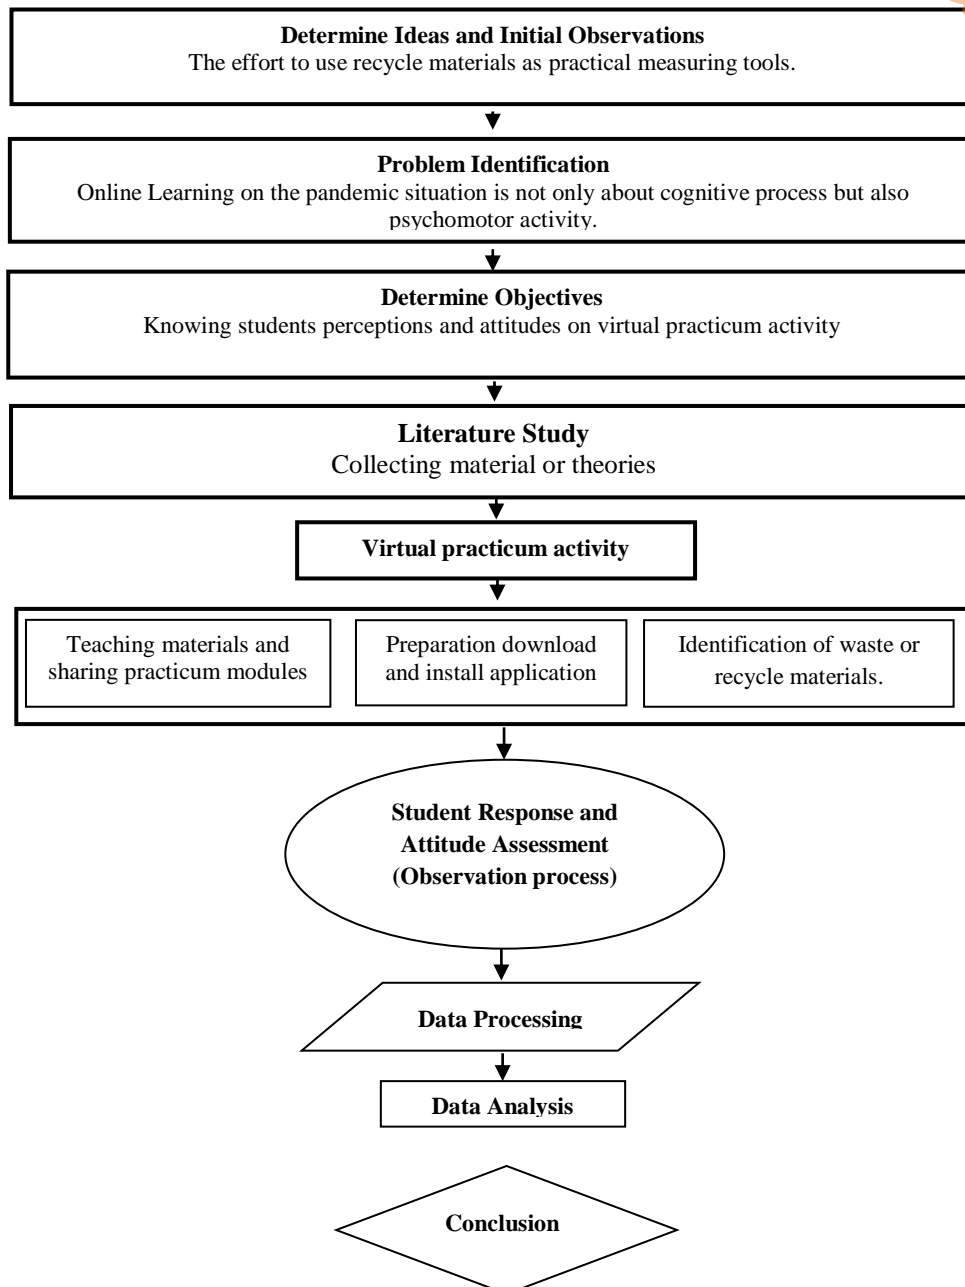 Determine Ideas and Initial Observations
The effort to use recycle materials as practical measuring tools.
Problem Identification
Online Learning on the pandemic situation is not only about cognitive process but also
psychomotor activity.
Determine Objectives
Knowing students perceptions and attitudes on virtual practicum activity
Literature Study
Collecting material or theories
Virtual practicum activity
Teaching materials and
sharing practicum modules
Preparation download
and install application
Identification of waste or
recycle materials.
Student Response and
Attitude Assessment
(Observation process)
Data Processing
Data Analysis
Conclusion